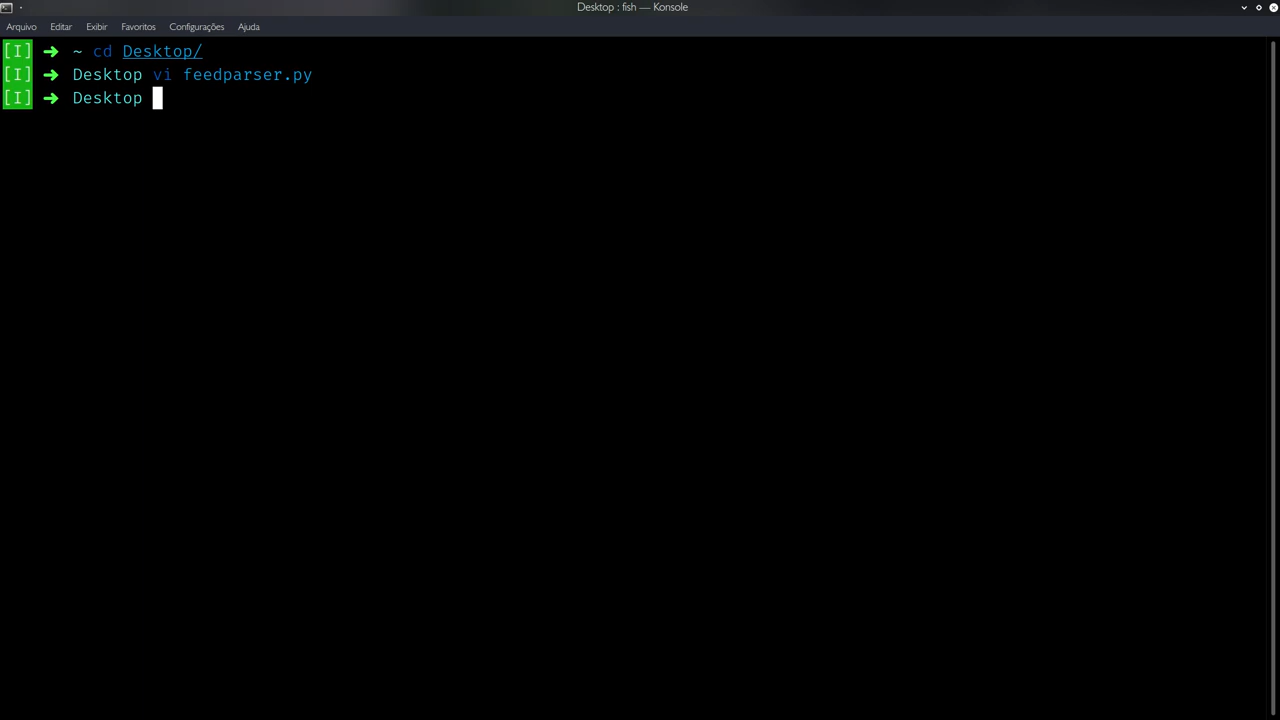 Desktop : fish — Konsole
Arquivo Editar Exibir Favoritos Configurações Ajuda
[I] ➜ ~ cd Desktop/
[I] ➜ Desktop vi feedparser.py
[I] ➜ Desktop